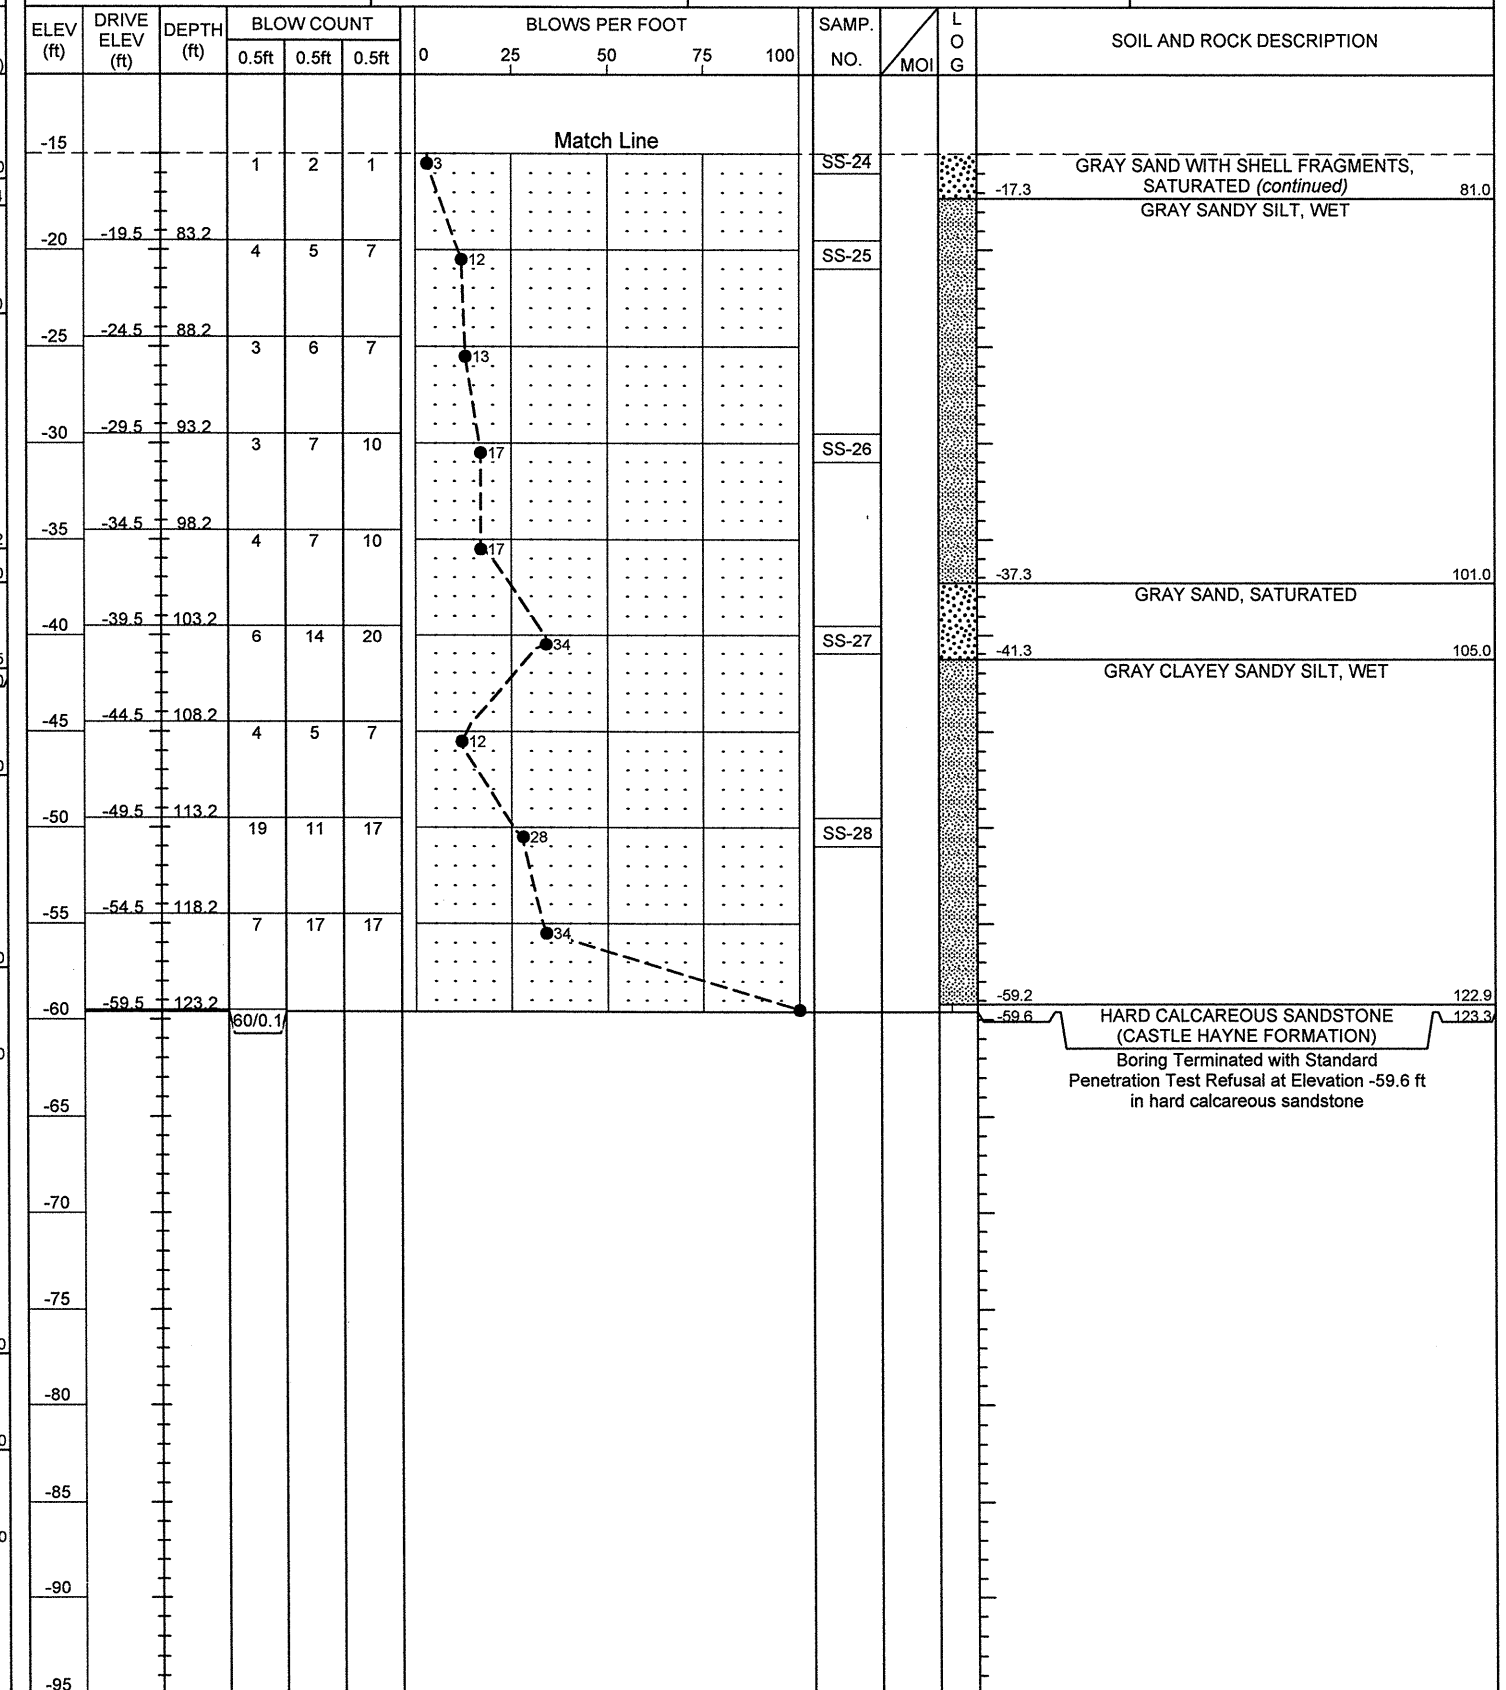 ELEV (ft) DRIVE ELEV (ft) DEPTH (ft) BLOW COUNT 0.5ft 0.5ft 0.5ft BLOWS PER FOOT 0 25 50 75 100 SAMP. NO. MOI LOG SOIL AND ROCK DESCRIPTION
Match Line
-15
1 2 1 3 SS-24 GRAY SAND WITH SHELL FRAGMENTS,
-17.3 SATURATED (continued) 81.0
GRAY SANDY SILT, WET
-20 -19.5 83.2
4 5 7 12 SS-25
-25 -24.5 88.2
3 6 7 13
-30 -29.5 93.2
3 7 10 17 SS-26
-35 -34.5 98.2
4 7 10 17
-37.3 101.0
GRAY SAND, SATURATED
-40 -39.5 103.2
6 14 20 34 SS-27
-41.3 105.0
GRAY CLAYEY SANDY SILT, WET
-45 -44.5 108.2
4 5 7 12
-50 -49.5 113.2
19 11 17 28 SS-28
-55 -54.5 118.2
7 17 17 34
-59.2 122.9
-60 -59.5 123.2
60/0.1
-59.6 HARD CALCAREOUS SANDSTONE 123.3
(CASTLE HAYNE FORMATION)
Boring Terminated with Standard
Penetration Test Refusal at Elevation -59.6 ft
in hard calcareous sandstone
-65
-70
-75
-80
-85
-90
-95